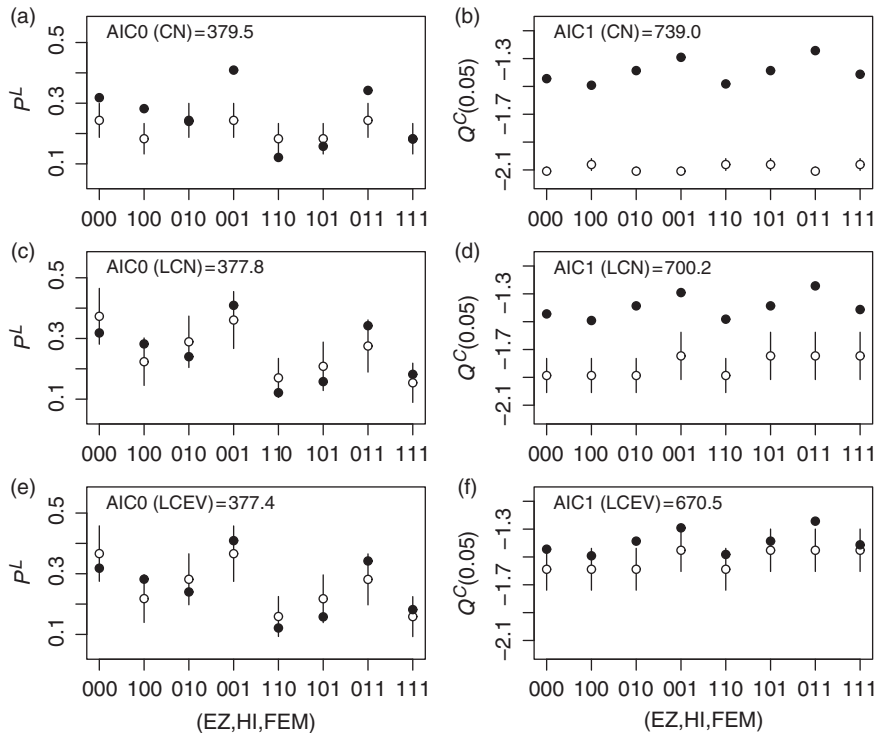 (a)
AIC0 (CN)=379.5
P^L
0.5
0.3
0.1
000 100 010 001 110 101 011 111
(b)
AIC1 (CN)=739.0
Q^C(0.05)
−1.3
−1.7
−2.1
000 100 010 001 110 101 011 111
(c)
AIC0 (LCN)=377.8
P^L
0.5
0.3
0.1
000 100 010 001 110 101 011 111
(d)
AIC1 (LCN)=700.2
Q^C(0.05)
−1.3
−1.7
−2.1
000 100 010 001 110 101 011 111
(e)
AIC0 (LCEV)=377.4
P^L
0.5
0.3
0.1
000 100 010 001 110 101 011 111
(EZ,HI,FEM)
(f)
AIC1 (LCEV)=670.5
Q^C(0.05)
−1.3
−1.7
−2.1
000 100 010 001 110 101 011 111
(EZ,HI,FEM)